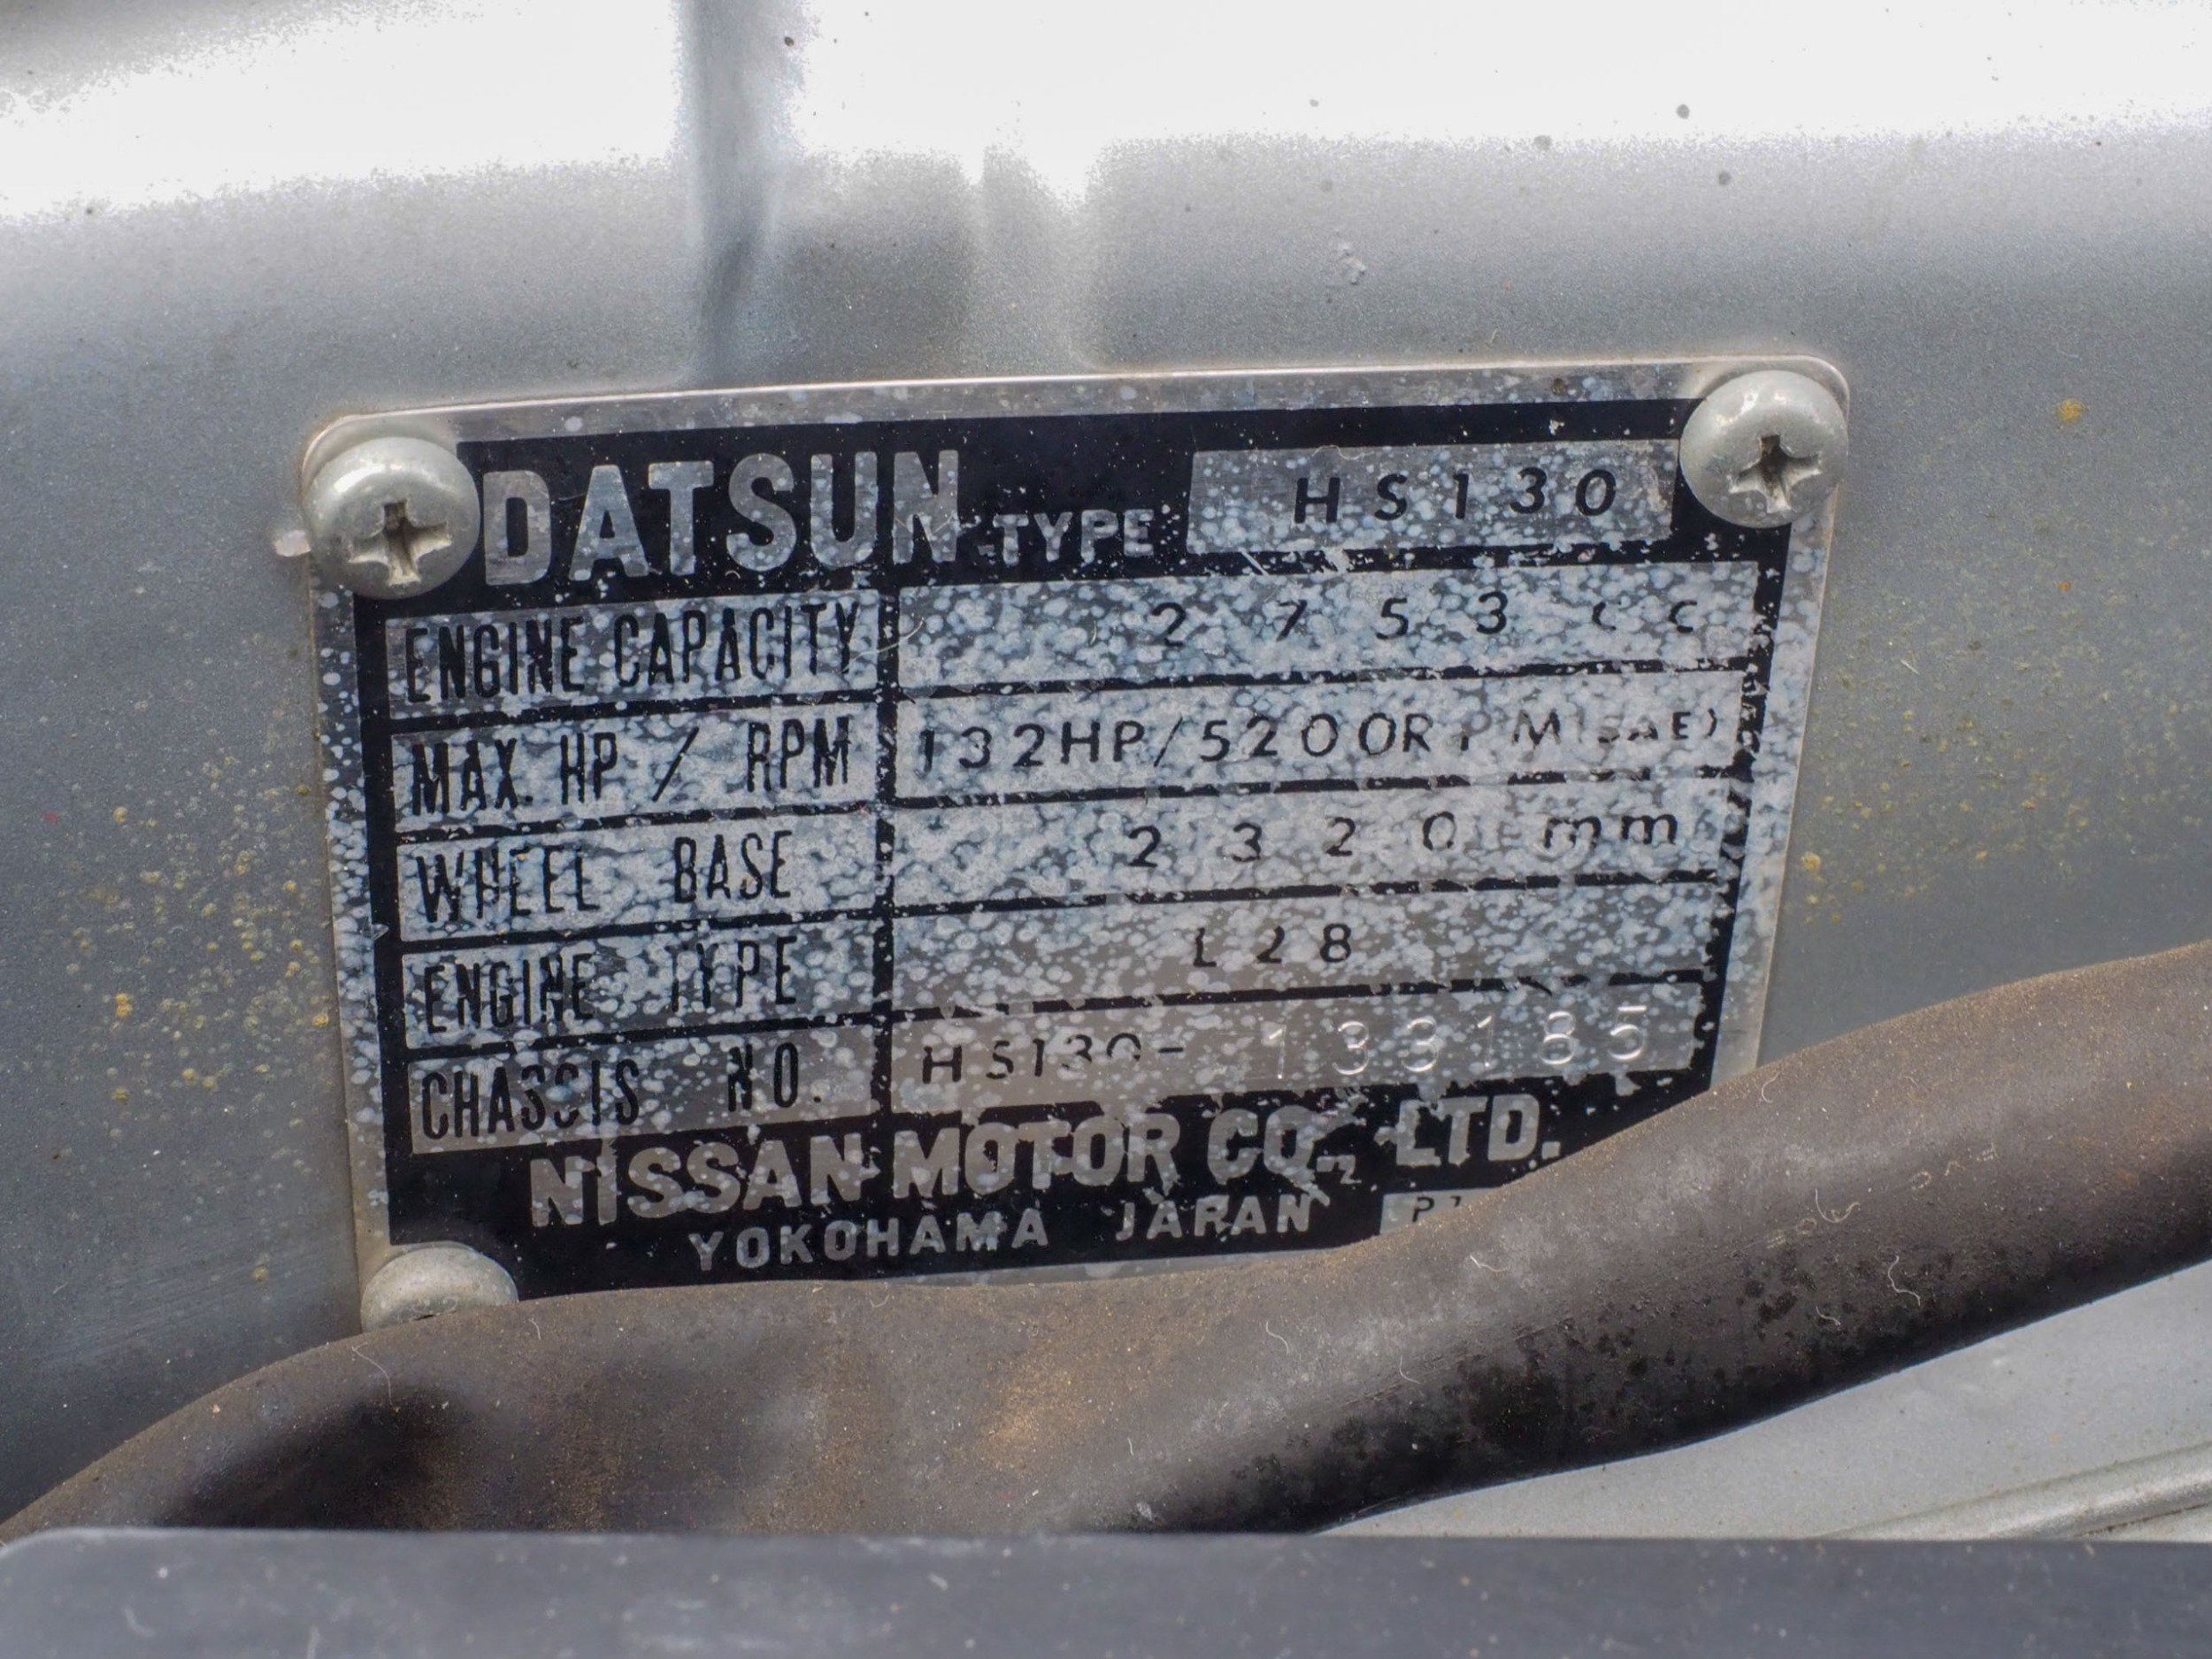 DATSUN TYPE HS130
ENGINE CAPACITY 2753 cc
MAX. HP / RPM 132HP/5200RPM(SAE)
WHEEL BASE 2320 mm
ENGINE TYPE L28
CHASSIS NO. HS130-133185
NISSAN MOTOR CO., LTD.
YOKOHAMA JAPAN